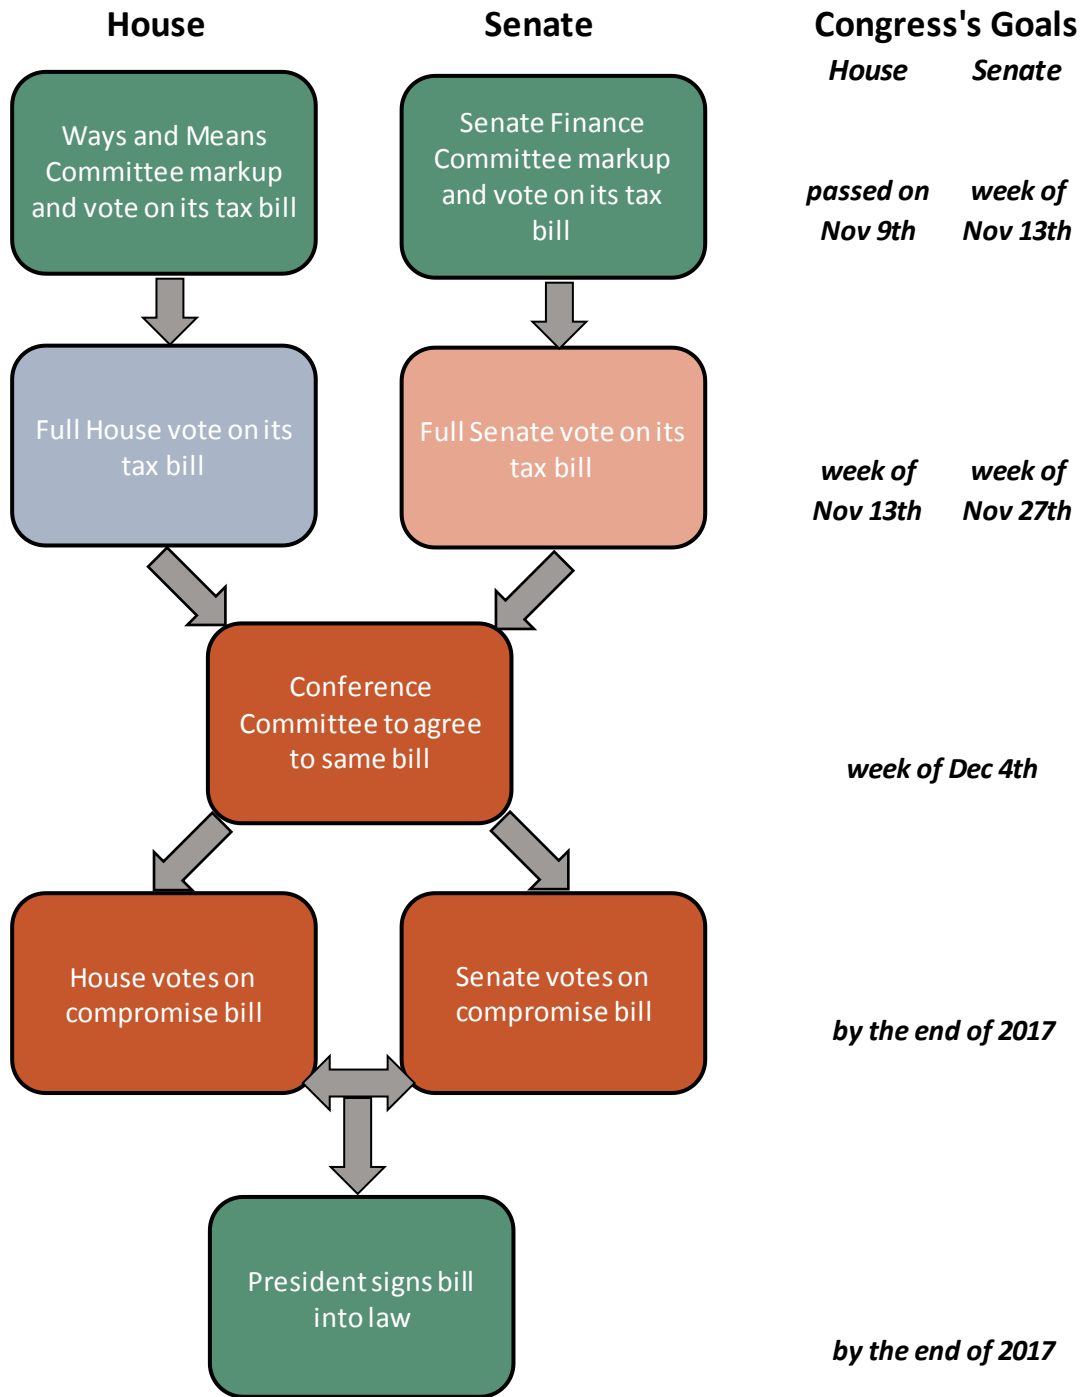 House
Senate
Congress's Goals
House
Senate
Ways and Means
Committee markup
and vote on its tax bill
Senate Finance
Committee markup
and vote on its tax
bill
passed on
Nov 9th
week of
Nov 13th
Full House vote on its
tax bill
Full Senate vote on its
tax bill
week of
Nov 13th
week of
Nov 27th
Conference
Committee to agree
to same bill
week of Dec 4th
House votes on
compromise bill
Senate votes on
compromise bill
by the end of 2017
President signs bill
into law
by the end of 2017